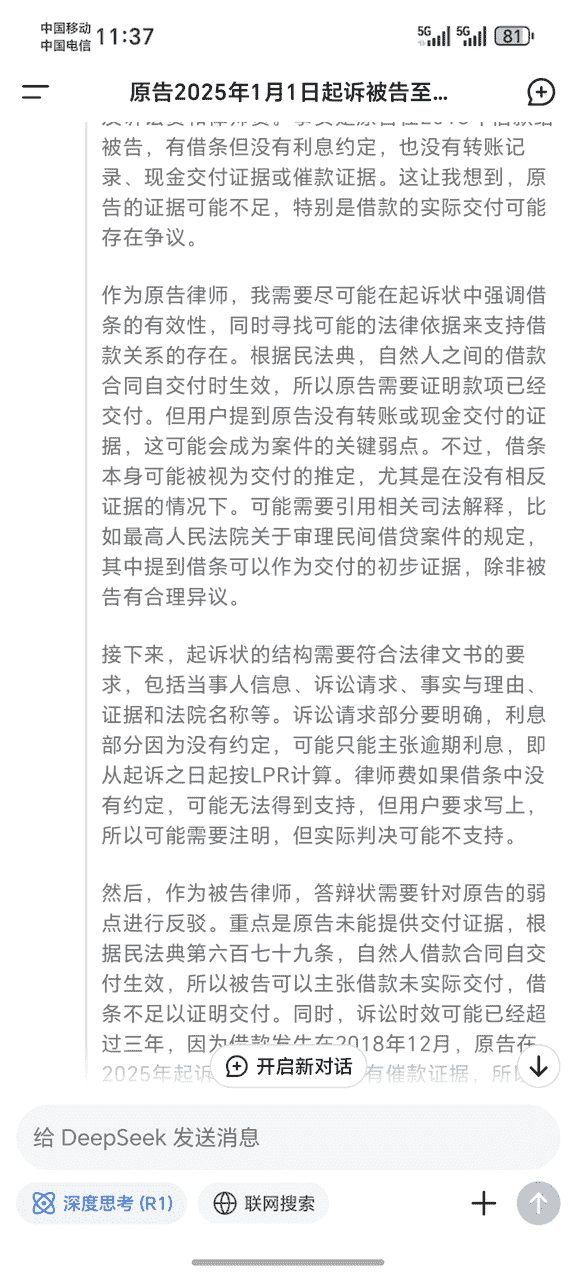 中国移动
中国电信 11:37 5G 5G 81
原告2025年1月1日起诉被告至...
被告，有借条但没有利息约定，也没有转账记
录、现金交付证据或催款证据。这让我想到，原
告的证据可能不足，特别是借款的实际交付可能
存在争议。
作为原告律师，我需要尽可能在起诉状中强调借
条的有效性，同时寻找可能的法律依据来支持借
款关系的存在。根据民法典，自然人之间的借款
合同自交付时生效，所以原告需要证明款项已经
交付。但用户提到原告没有转账或现金交付的证
据，这可能会成为案件的关键弱点。不过，借条
本身可能被视为交付的推定，尤其是在没有相反
证据的情况下。可能需要引用相关司法解释，比
如最高人民法院关于审理民间借贷案件的规定，
其中提到借条可以作为交付的初步证据，除非被
告有合理异议。
接下来，起诉状的结构需要符合法律文书的要
求，包括当事人信息、诉讼请求、事实与理由、
证据和法院名称等。诉讼请求部分要明确，利息
部分因为没有约定，可能只能主张逾期利息，即
从起诉之日起按LPR计算。律师费如果借条中没
有约定，可能无法得到支持，但用户要求写上，
所以可能需要注明，但实际判决可能不支持。
然后，作为被告律师，答辩状需要针对原告的弱
点进行反驳。重点是原告未能提供交付证据，根
据民法典第六百七十九条，自然人借款合同自交
付生效，所以被告可以主张借款未实际交付，借
条不足以证明交付。同时，诉讼时效可能已经超
过三年，因为借款发生在2018年12月，原告在
2025年起诉 有催款证据，所
开启新对话
给 DeepSeek 发送消息
深度思考 (R1) 联网搜索